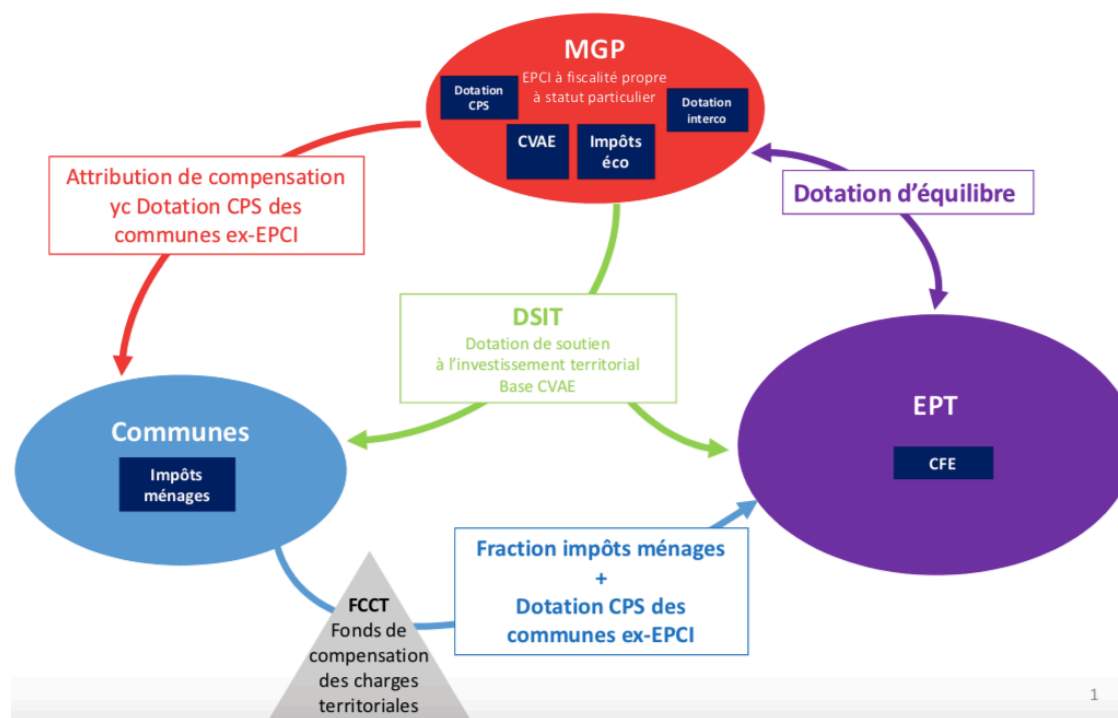 MGP
EPCI à fiscalité propre
à statut particulier
Dotation
CPS
Dotation
interco
CVAE
Impôts
éco
Attribution de compensation
yc Dotation CPS des
communes ex-EPCI
Dotation d’équilibre
DSIT
Dotation de soutien
à l’investissement territorial
Base CVAE
Communes
Impôts
ménages
EPT
CFE
Fraction impôts ménages
+
Dotation CPS des
communes ex-EPCI
FCCT
Fonds de
compensation
des charges
territoriales
1